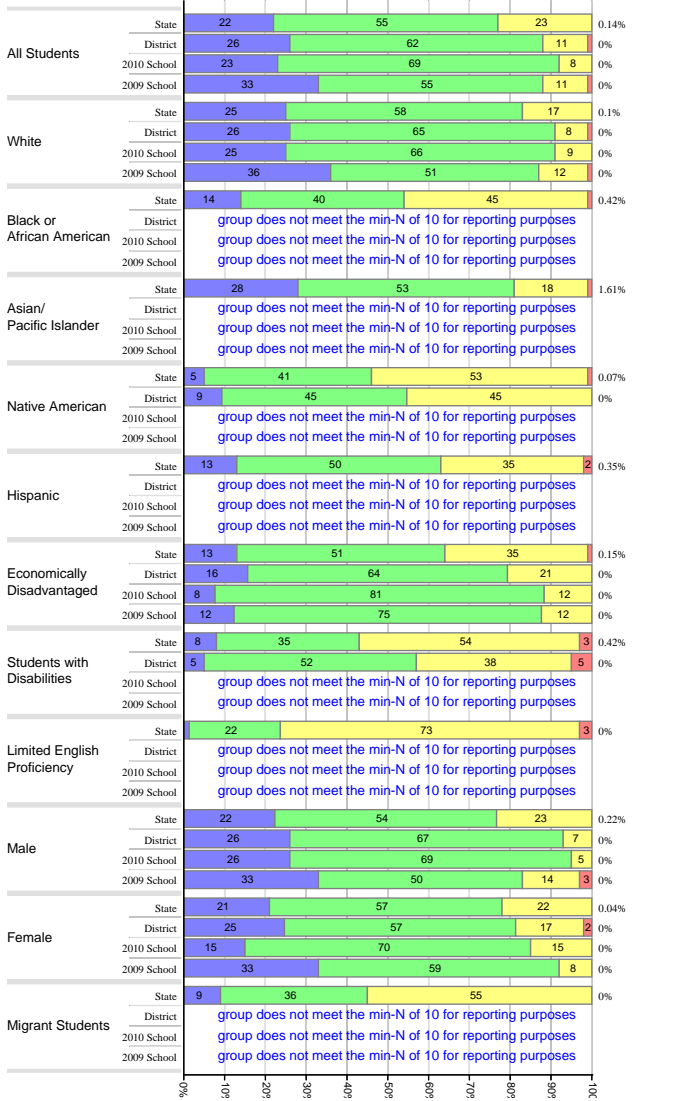 State 22 55 23 0.14%
All Students
District 26 62 11 0%
2010 School 23 69 8 0%
2009 School 33 55 11 0%
State 25 58 17 0.1%
White
District 26 65 8 0%
2010 School 25 66 9 0%
2009 School 36 51 12 0%
State 14 40 45 0.42%
Black or
African American
District group does not meet the min-N of 10 for reporting purposes
2010 School group does not meet the min-N of 10 for reporting purposes
2009 School group does not meet the min-N of 10 for reporting purposes
State 28 53 18 1.61%
Asian/
Pacific Islander
District group does not meet the min-N of 10 for reporting purposes
2010 School group does not meet the min-N of 10 for reporting purposes
2009 School group does not meet the min-N of 10 for reporting purposes
State 5 41 53 0.07%
Native American
District 9 45 45 0%
2010 School group does not meet the min-N of 10 for reporting purposes
2009 School group does not meet the min-N of 10 for reporting purposes
State 13 50 35 2 0.35%
Hispanic
District group does not meet the min-N of 10 for reporting purposes
2010 School group does not meet the min-N of 10 for reporting purposes
2009 School group does not meet the min-N of 10 for reporting purposes
State 13 51 35 0.15%
Economically
Disadvantaged
District 16 64 21 0%
2010 School 8 81 12 0%
2009 School 12 75 12 0%
State 8 35 54 3 0.42%
Students with
Disabilities
District 5 52 38 5 0%
2010 School group does not meet the min-N of 10 for reporting purposes
2009 School group does not meet the min-N of 10 for reporting purposes
State 22 73 3 0%
Limited English
Proficiency
District group does not meet the min-N of 10 for reporting purposes
2010 School group does not meet the min-N of 10 for reporting purposes
2009 School group does not meet the min-N of 10 for reporting purposes
State 22 54 23 0.22%
Male
District 26 67 7 0%
2010 School 26 69 5 0%
2009 School 33 50 14 3 0%
State 21 57 22 0.04%
Female
District 25 57 17 2 0%
2010 School 15 70 15 0%
2009 School 33 59 8 0%
State 9 36 55 0%
Migrant Students
District group does not meet the min-N of 10 for reporting purposes
2010 School group does not meet the min-N of 10 for reporting purposes
2009 School group does not meet the min-N of 10 for reporting purposes
0% 10% 20% 30% 40% 50% 60% 70% 80% 90%